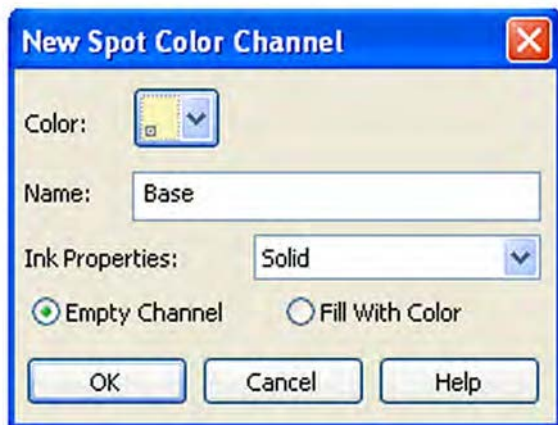 New Spot Color Channel
Color:
Name: Base
Ink Properties: Solid
Empty Channel Fill With Color
OK Cancel Help